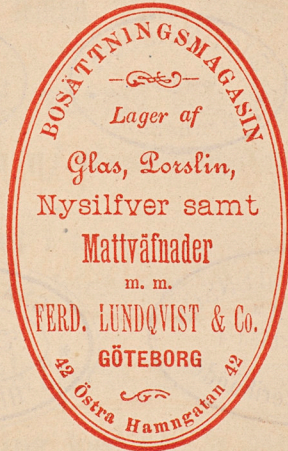 BOSÄTTNINGSMAGASIN
Lager af
Glas, Porslin,
Nysilfver samt
Mattväfnader
m. m.
FERD. LUNDQVIST & Co.
GÖTEBORG
42 Östra Hamngatan 42